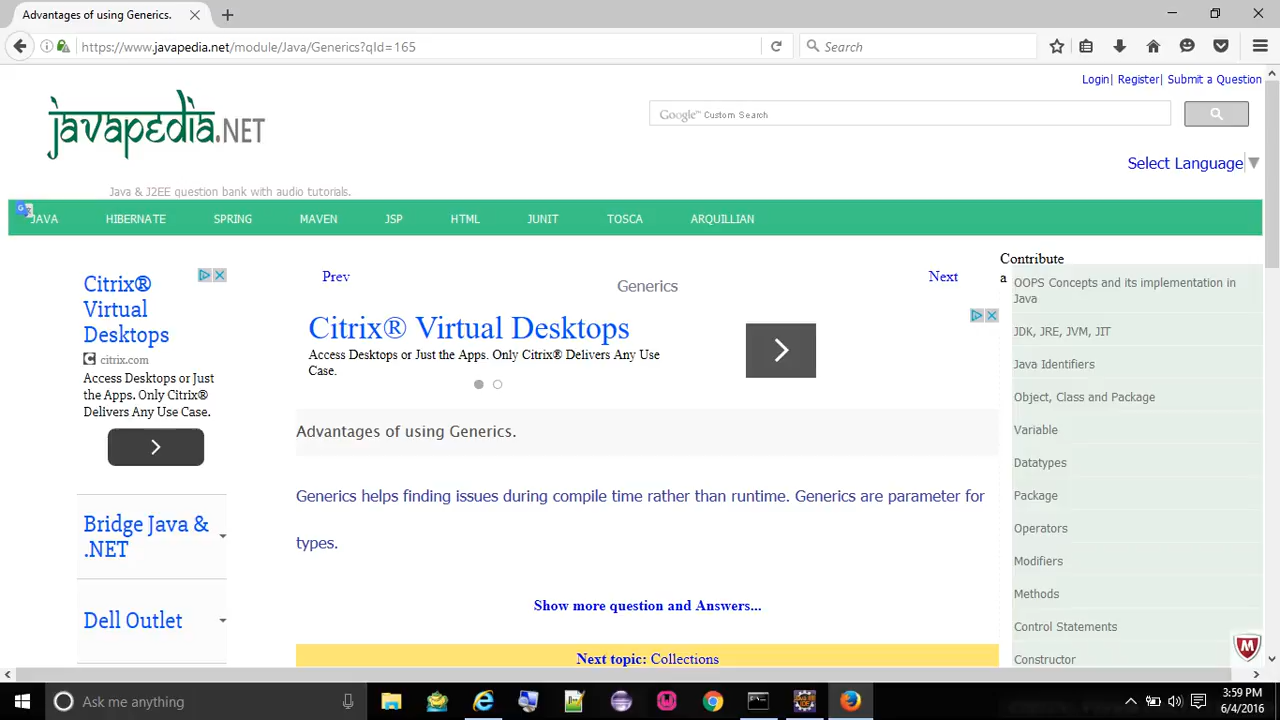 Advantages of using Generics.
https://www.javapedia.net/module/Java/Generics?qId=165
Search
Login| Register| Submit a Question
javapedia.NET
Google™ Custom Search
Select Language ▼
Java & J2EE question bank with audio tutorials.
JAVA HIBERNATE SPRING MAVEN JSP HTML JUNIT TOSCA ARQUILLIAN
Citrix®
Virtual
Desktops
citrix.com
Access Desktops or Just
the Apps. Only Citrix®
Delivers Any Use Case.
Bridge Java &
.NET
Dell Outlet
Prev
Generics
Next
Citrix® Virtual Desktops
Access Desktops or Just the Apps. Only Citrix® Delivers Any Use
Case.
Advantages of using Generics.
Generics helps finding issues during compile time rather than runtime. Generics are parameter for
types.
Show more question and Answers...
Next topic: Collections
Contribute
a
OOPS Concepts and its implementation in
Java
JDK, JRE, JVM, JIT
Java Identifiers
Object, Class and Package
Variable
Datatypes
Package
Operators
Modifiers
Methods
Control Statements
Constructor
Ask me anything
3:59 PM
6/4/2016